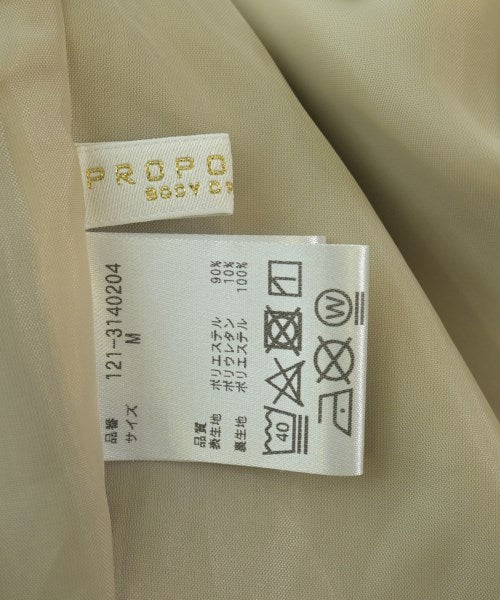 PROPO
BODY D
品番 121-3140204
サイズ M
品質
表生地 ポリエステル 90%
ポリウレタン 10%
裏生地 ポリエステル 100%
40
W